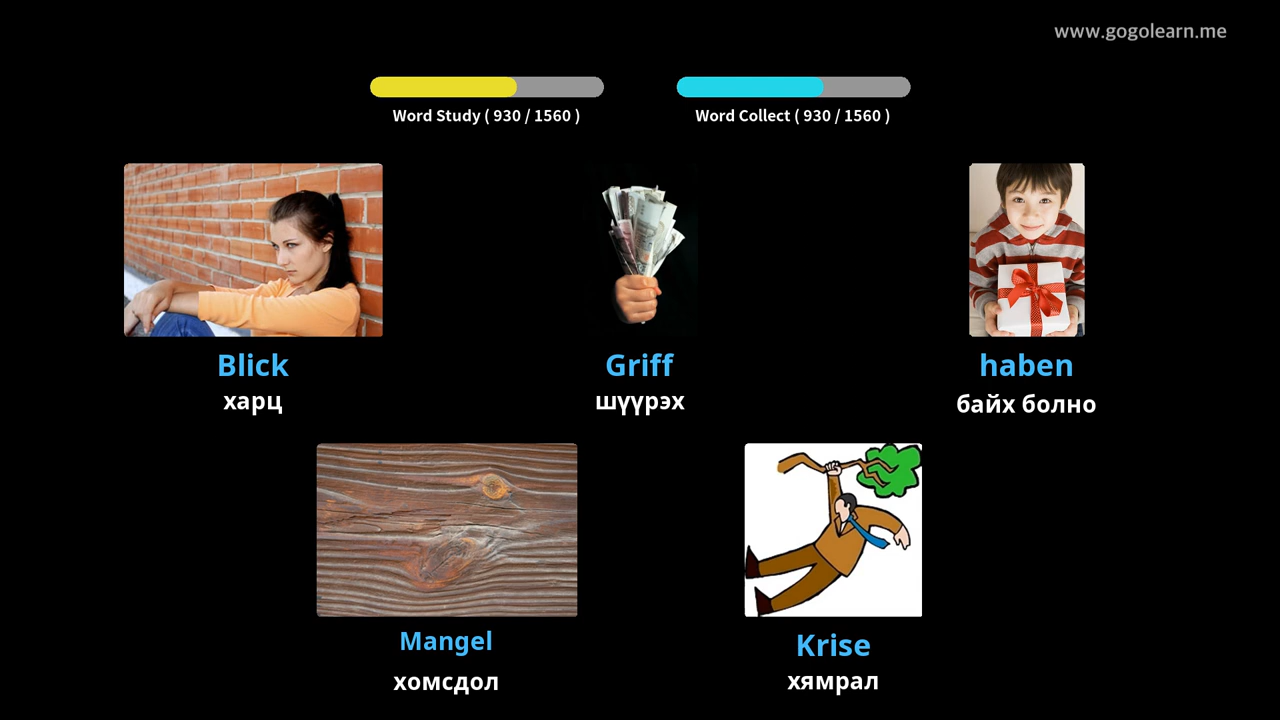 www.gogolearn.me
Word Study ( 930 / 1560 )
Word Collect ( 930 / 1560 )
Blick
Griff
haben
харц
шүүрэх
байх болно
Mangel
Krise
хомсдол
хямрал